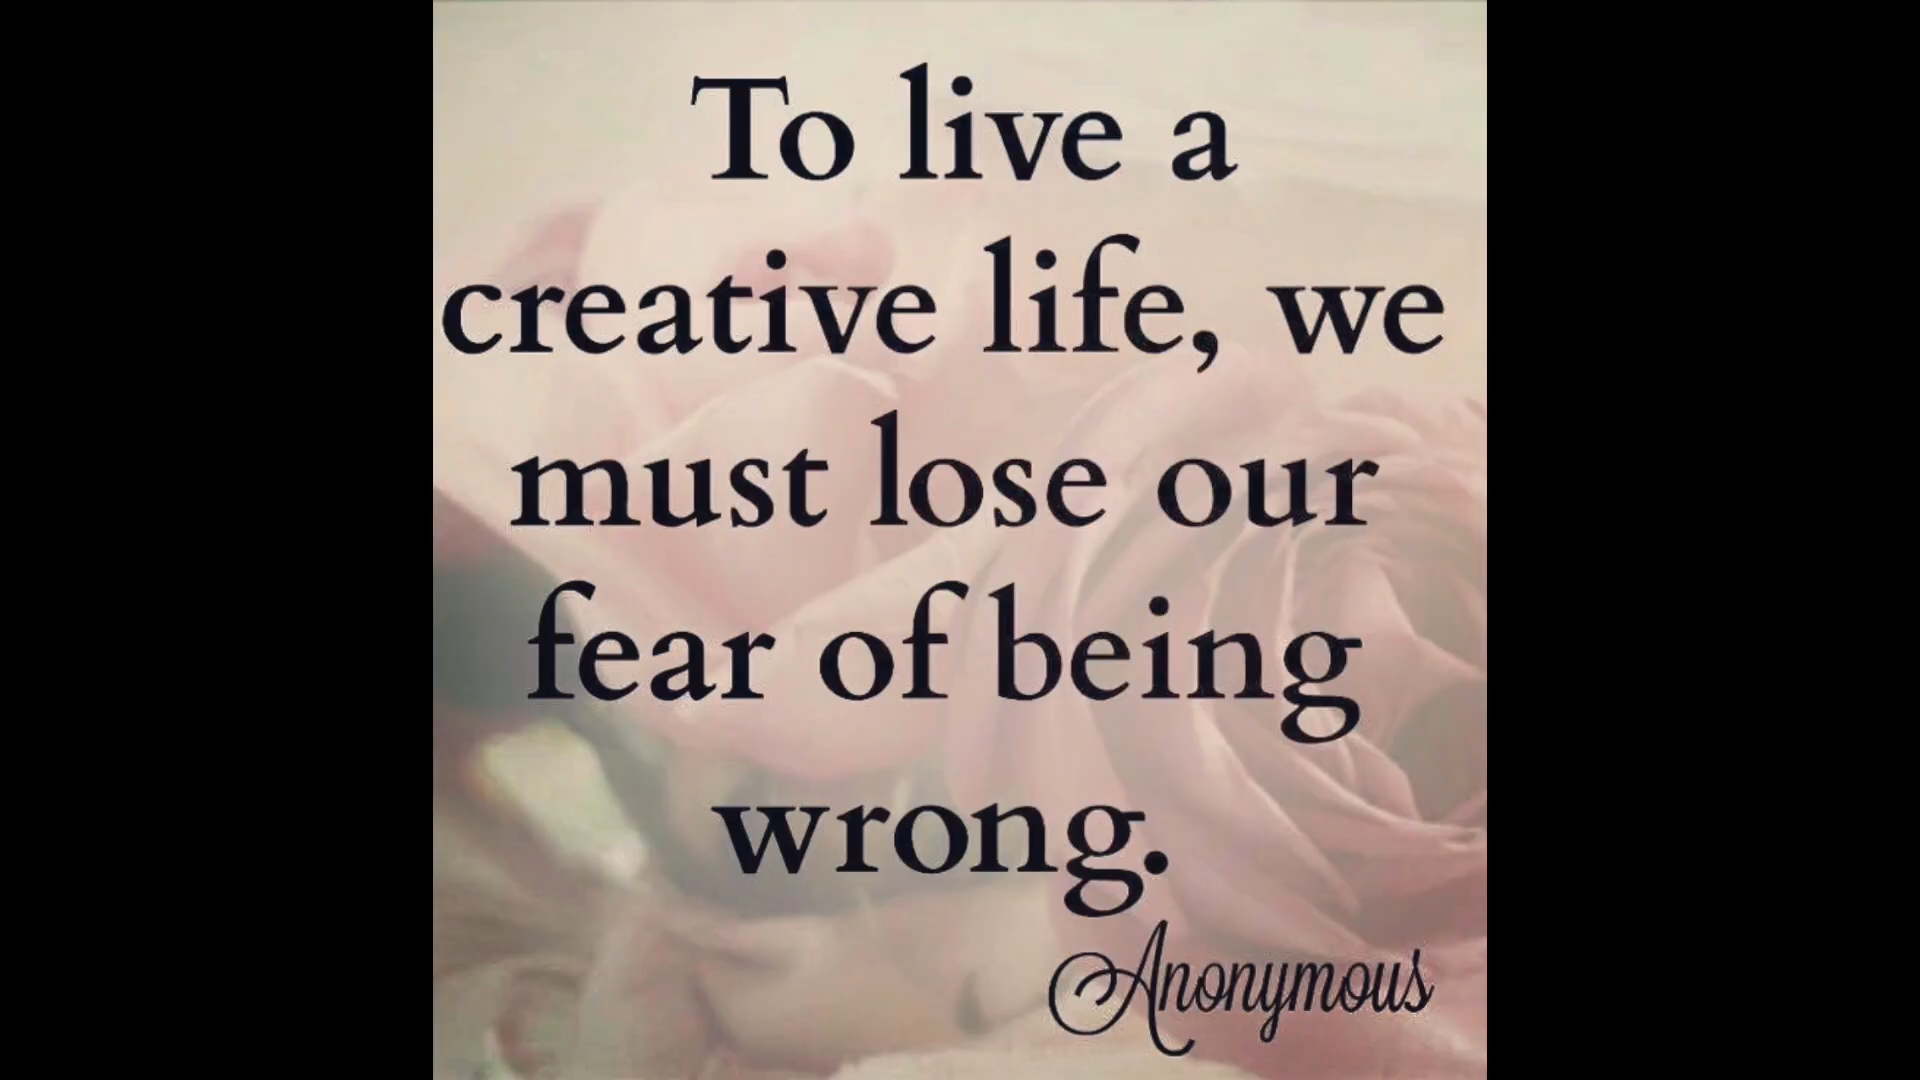 To live a
creative life, we
must lose our
fear of being
wrong.
Anonymous